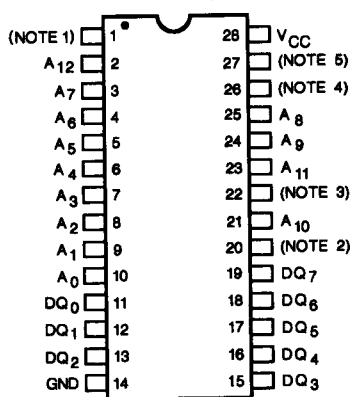 (NOTE 1) 1 28 VCC
A12 2 27 (NOTE 5)
A7 3 26 (NOTE 4)
A6 4 25 A8
A5 5 24 A9
A4 6 23 A11
A3 7 22 (NOTE 3)
A2 8 21 A10
A1 9 20 (NOTE 2)
A0 10 19 DQ7
DQ0 11 18 DQ6
DQ1 12 17 DQ5
DQ2 13 16 DQ4
GND 14 15 DQ3